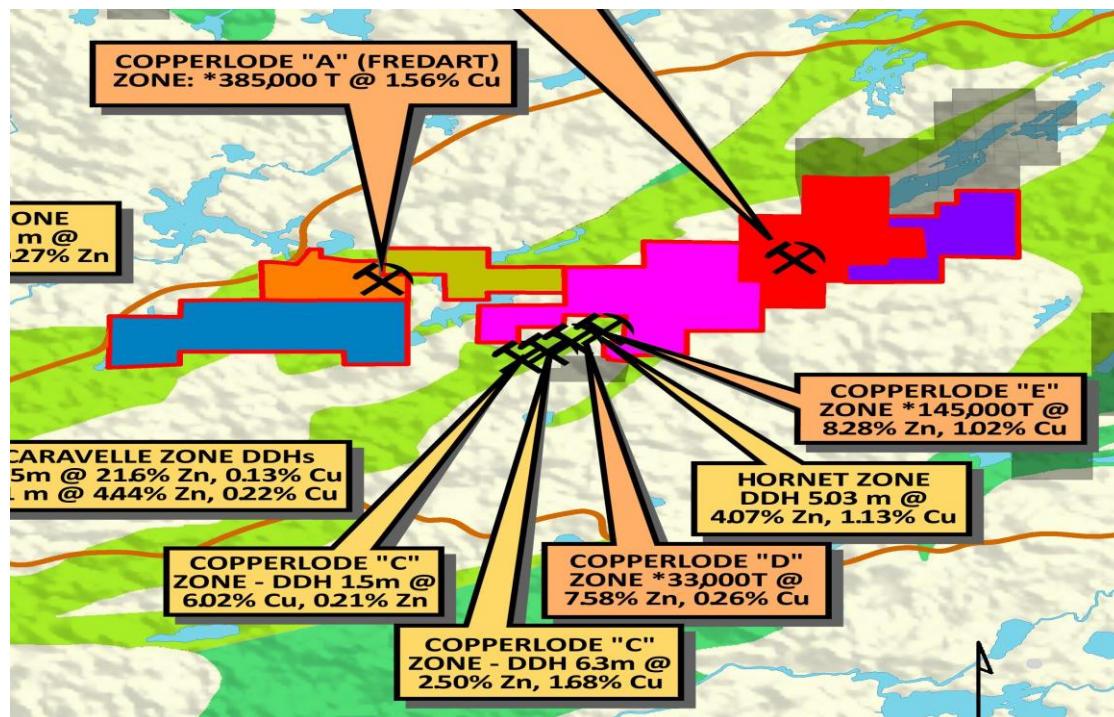 COPPERLODE "A" (FREDART)
ZONE: *385,000 T @ 1.56% Cu
ONE
m @
0.27% Zn
COPPERLODE "E"
ZONE *145,000T @
8.28% Zn, 1.02% Cu
CARAVELLE ZONE DDHs
5m @ 21.6% Zn, 0.13% Cu
1 m @ 4.44% Zn, 0.22% Cu
HORNET ZONE
DDH 5.03 m @
4.07% Zn, 1.13% Cu
COPPERLODE "C"
ZONE - DDH 1.5m @
6.02% Cu, 0.21% Zn
COPPERLODE "D"
ZONE *33,000T @
7.58% Zn, 0.26% Cu
COPPERLODE "C"
ZONE - DDH 6.3m @
2.50% Zn, 1.68% Cu